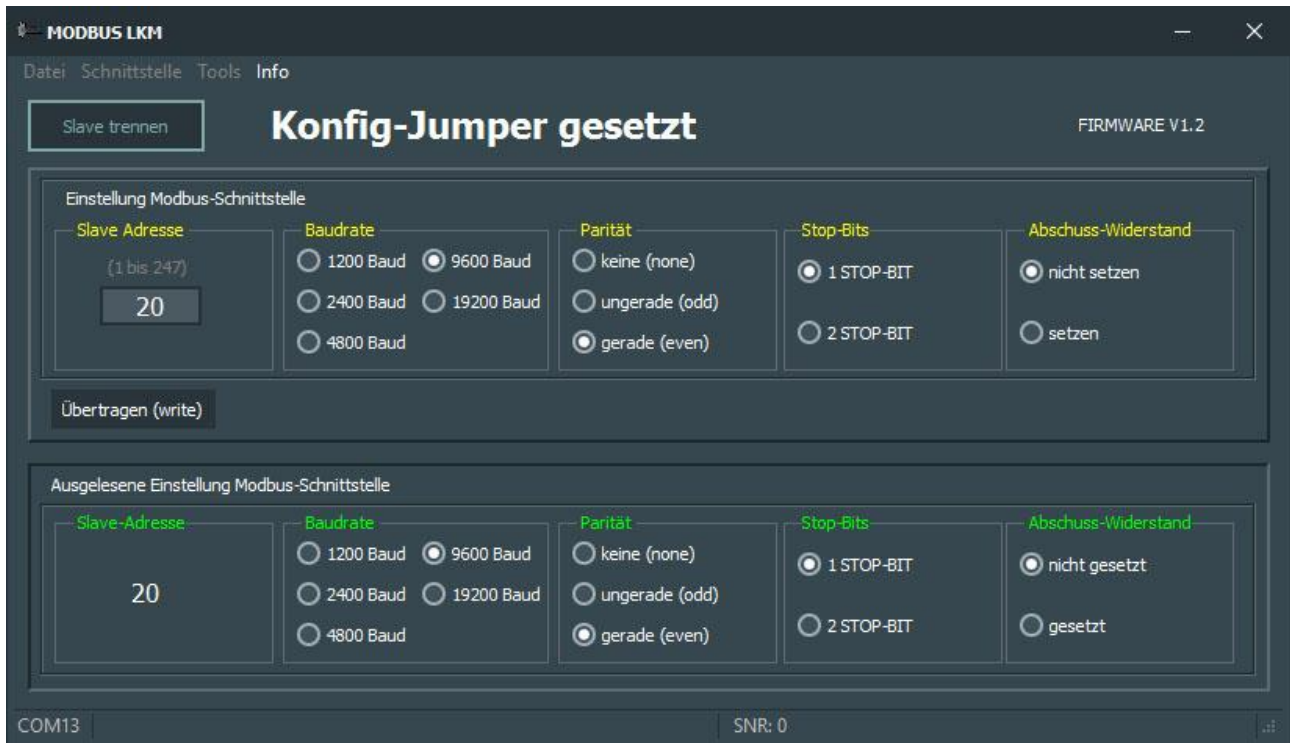 MODBUS LKM
Datei Schnittstelle Tools Info
Slave trennen
Konfig-Jumper gesetzt
FIRMWARE V1.2
Einstellung Modbus-Schnittstelle
Slave Adresse
(1 bis 247)
20
Baudrate
1200 Baud 9600 Baud
2400 Baud 19200 Baud
4800 Baud
Parität
keine (none)
ungerade (odd)
gerade (even)
Stop-Bits
1 STOP-BIT
2 STOP-BIT
Abschuss-Widerstand
nicht setzen
setzen
Übertragen (write)
Ausgelesene Einstellung Modbus-Schnittstelle
Slave-Adresse
20
Baudrate
1200 Baud 9600 Baud
2400 Baud 19200 Baud
4800 Baud
Parität
keine (none)
ungerade (odd)
gerade (even)
Stop-Bits
1 STOP-BIT
2 STOP-BIT
Abschuss-Widerstand
nicht gesetzt
gesetzt
COM13
SNR: 0